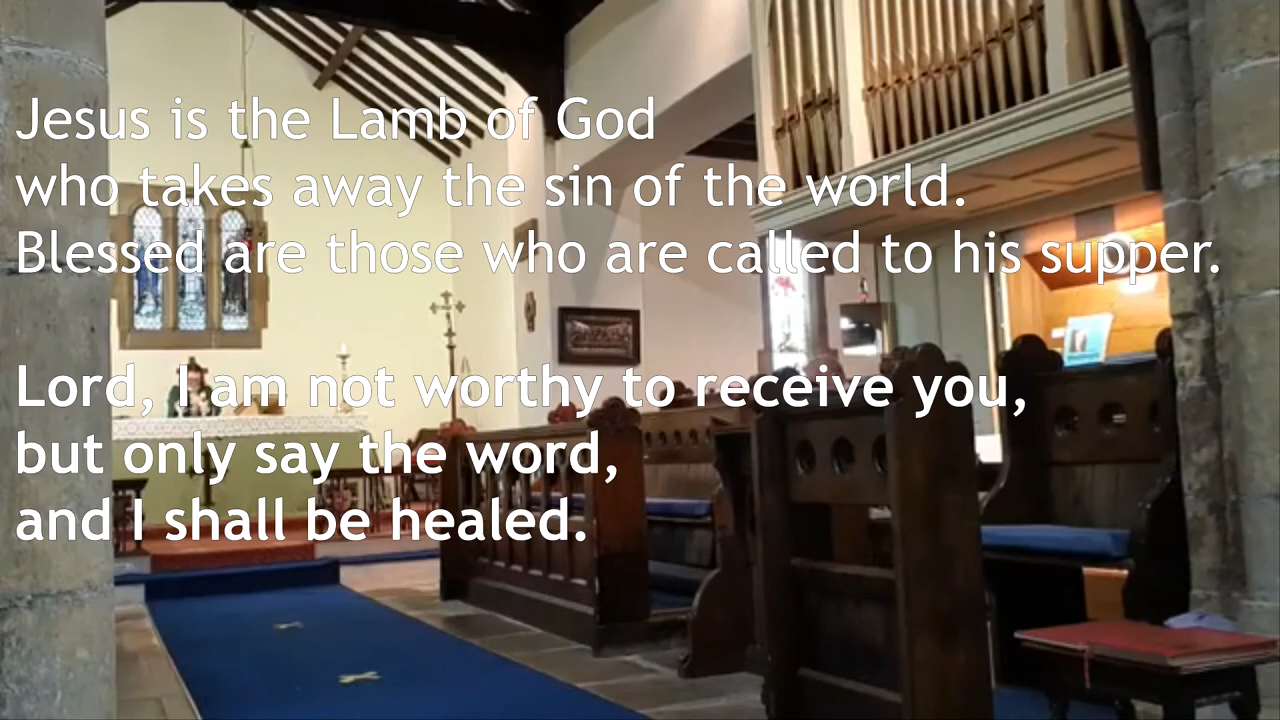 Jesus is the Lamb of God
who takes away the sin of the world.
Blessed are those who are called to his supper.
Lord, I am not worthy to receive you,
but only say the word,
and I shall be healed.